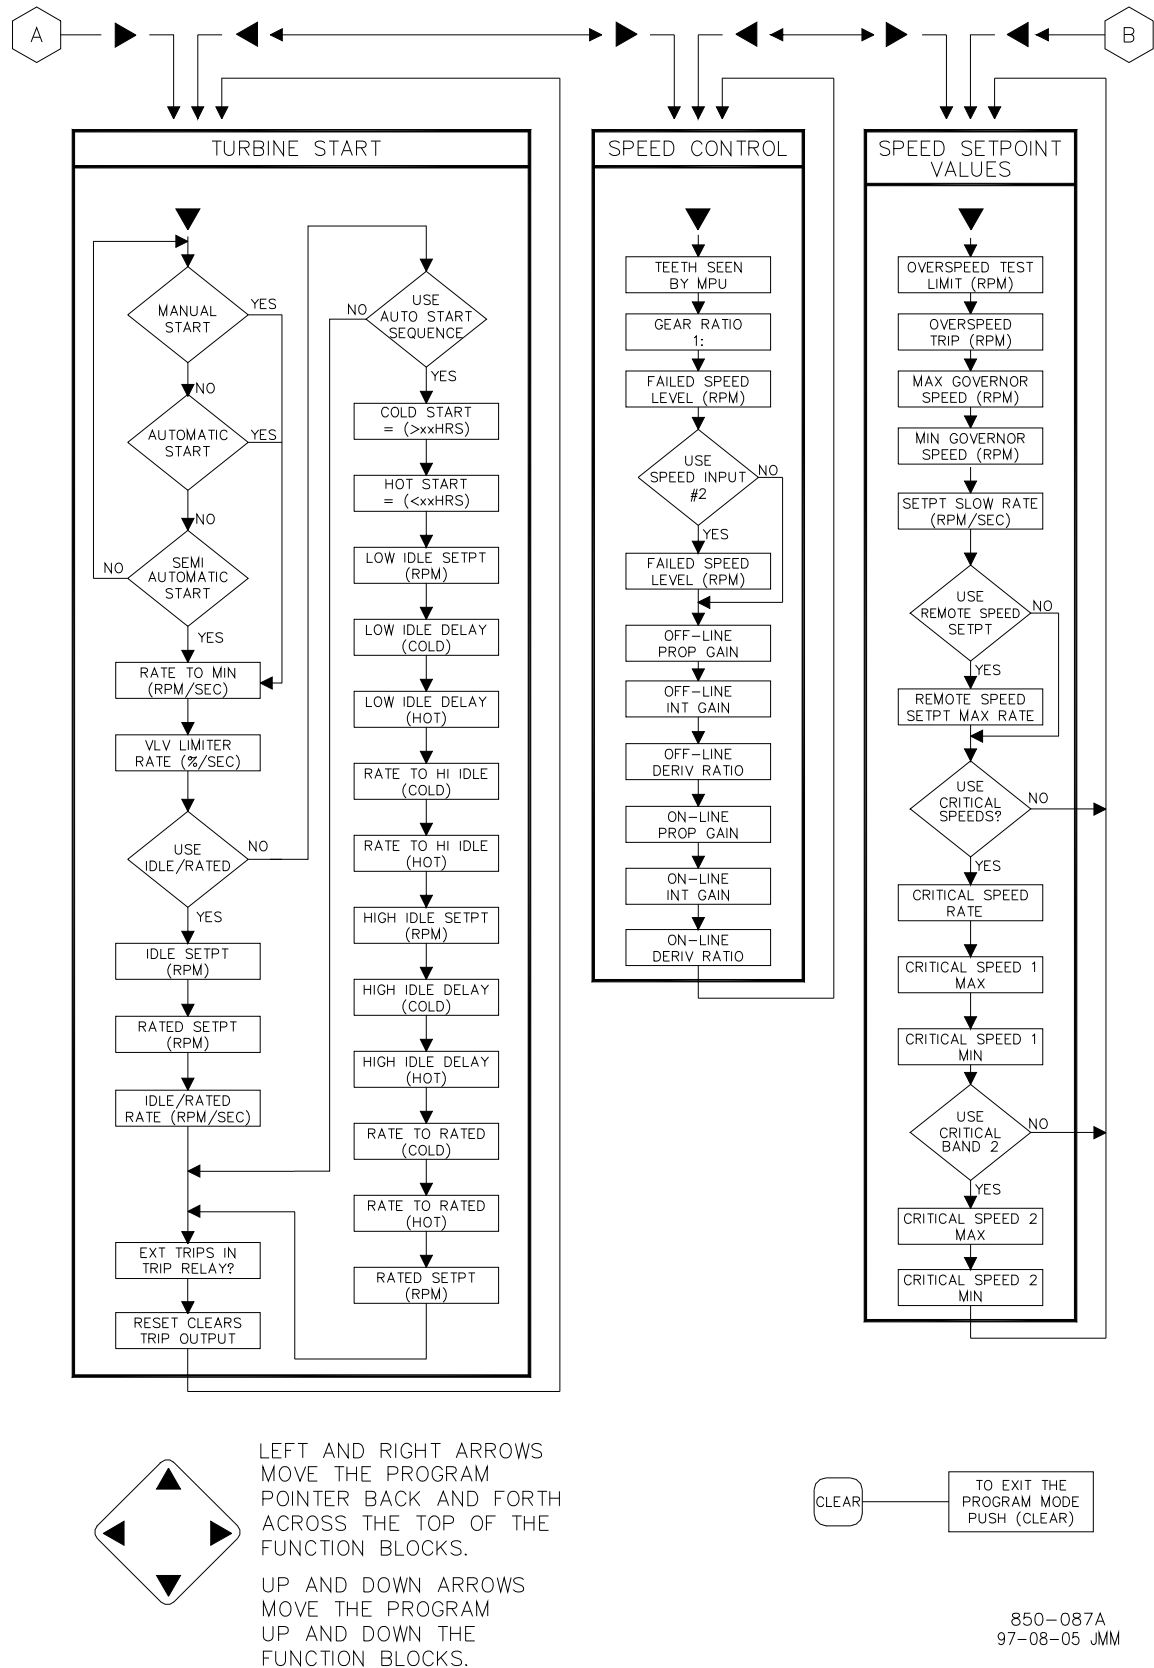 A
B
TURBINE START
MANUAL
START
YES
NO
AUTOMATIC
START
YES
NO
SEMI
AUTOMATIC
START
NO
YES
RATE TO MIN
(RPM/SEC)
VLV LIMITER
RATE (%/SEC)
USE
IDLE/RATED
NO
YES
IDLE SETPT
(RPM)
RATED SETPT
(RPM)
IDLE/RATED
RATE (RPM/SEC)
EXT TRIPS IN
TRIP RELAY?
RESET CLEARS
TRIP OUTPUT
USE
AUTO START
SEQUENCE
NO
YES
COLD START
= (>xxHRS)
HOT START
= (<xxHRS)
LOW IDLE SETPT
(RPM)
LOW IDLE DELAY
(COLD)
LOW IDLE DELAY
(HOT)
RATE TO HI IDLE
(COLD)
RATE TO HI IDLE
(HOT)
HIGH IDLE SETPT
(RPM)
HIGH IDLE DELAY
(COLD)
HIGH IDLE DELAY
(HOT)
RATE TO RATED
(COLD)
RATE TO RATED
(HOT)
RATED SETPT
(RPM)
SPEED CONTROL
TEETH SEEN
BY MPU
GEAR RATIO
1:
FAILED SPEED
LEVEL (RPM)
USE
SPEED INPUT
#2
NO
YES
FAILED SPEED
LEVEL (RPM)
OFF-LINE
PROP GAIN
OFF-LINE
INT GAIN
OFF-LINE
DERIV RATIO
ON-LINE
PROP GAIN
ON-LINE
INT GAIN
ON-LINE
DERIV RATIO
SPEED SETPOINT
VALUES
OVERSPEED TEST
LIMIT (RPM)
OVERSPEED
TRIP (RPM)
MAX GOVERNOR
SPEED (RPM)
MIN GOVERNOR
SPEED (RPM)
SETPT SLOW RATE
(RPM/SEC)
USE
REMOTE SPEED
SETPT
NO
YES
REMOTE SPEED
SETPT MAX RATE
USE
CRITICAL
SPEEDS?
NO
YES
CRITICAL SPEED
RATE
CRITICAL SPEED 1
MAX
CRITICAL SPEED 1
MIN
USE
CRITICAL
BAND 2
NO
YES
CRITICAL SPEED 2
MAX
CRITICAL SPEED 2
MIN
LEFT AND RIGHT ARROWS
MOVE THE PROGRAM
POINTER BACK AND FORTH
ACROSS THE TOP OF THE
FUNCTION BLOCKS.
UP AND DOWN ARROWS
MOVE THE PROGRAM
UP AND DOWN THE
FUNCTION BLOCKS.
CLEAR
TO EXIT THE
PROGRAM MODE
PUSH (CLEAR)
850-087A
97-08-05 JMM